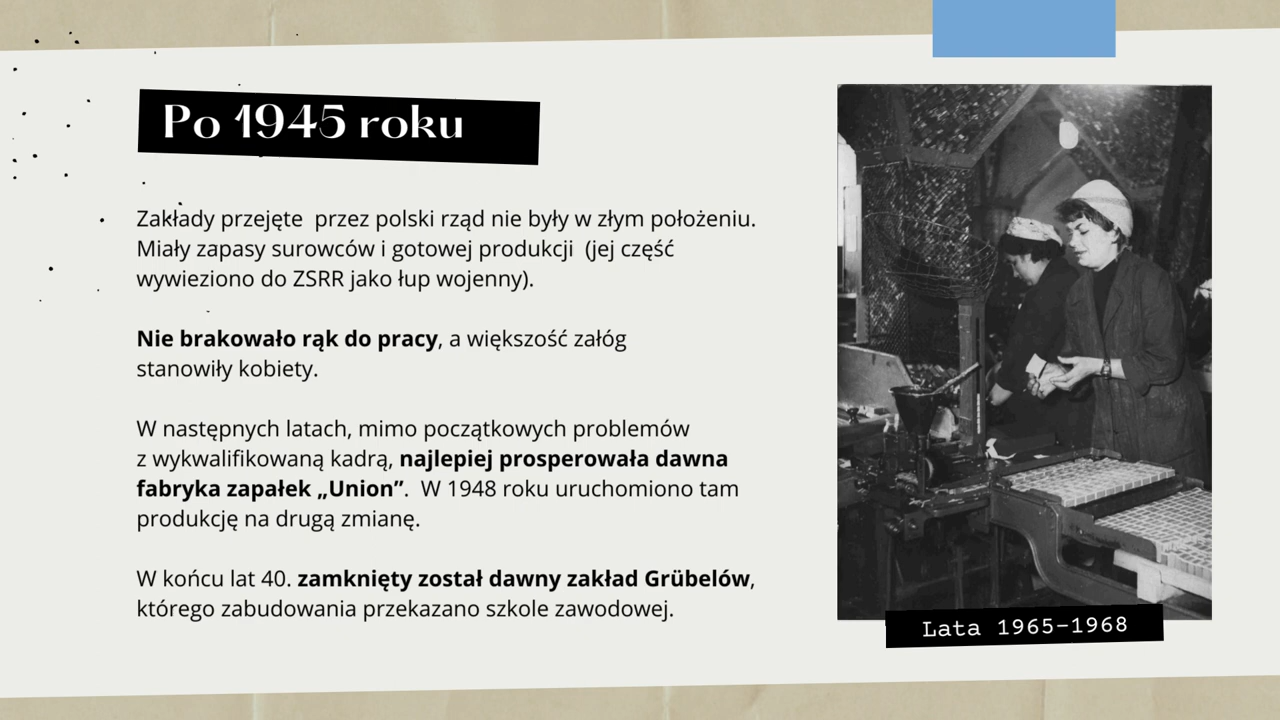 Po 1945 roku
Zakłady przejęte przez polski rząd nie były w złym położeniu.
Miały zapasy surowców i gotowej produkcji (jej część
wywieziono do ZSRR jako łup wojenny).
Nie brakowało rąk do pracy, a większość załóg
stanowiły kobiety.
W następnych latach, mimo początkowych problemów
z wykwalifikowaną kadrą, najlepiej prosperowała dawna
fabryka zapałek „Union”. W 1948 roku uruchomiono tam
produkcję na drugą zmianę.
W końcu lat 40. zamknięty został dawny zakład Grübelów,
którego zabudowania przekazano szkole zawodowej.
Lata 1965–1968